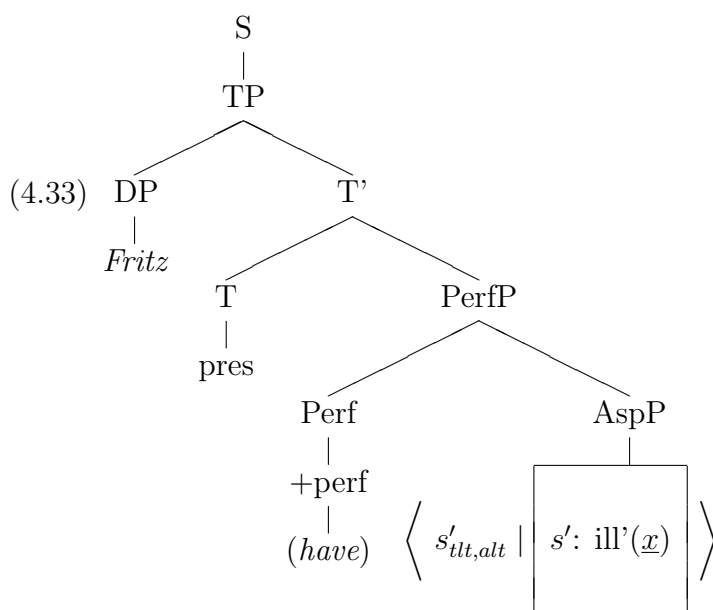 S
TP
(4.33) DP T'
Fritz
T PerfP
pres
Perf AspP
+perf
(have) ⟨ s′tlt,alt | s′: ill'(x) ⟩